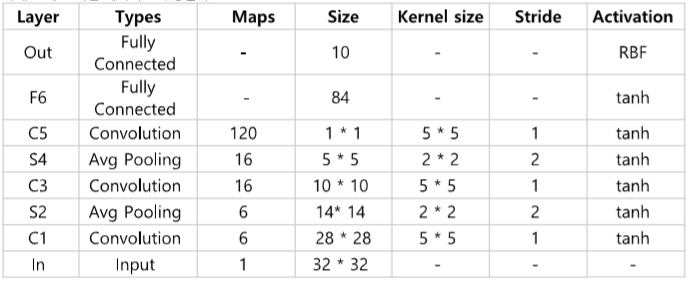 Layer Types Maps Size Kernel size Stride Activation
Out Fully Connected - 10 - - RBF
F6 Fully Connected - 84 - - tanh
C5 Convolution 120 1 * 1 5 * 5 1 tanh
S4 Avg Pooling 16 5 * 5 2 * 2 2 tanh
C3 Convolution 16 10 * 10 5 * 5 1 tanh
S2 Avg Pooling 6 14* 14 2 * 2 2 tanh
C1 Convolution 6 28 * 28 5 * 5 1 tanh
In Input 1 32 * 32 - - -